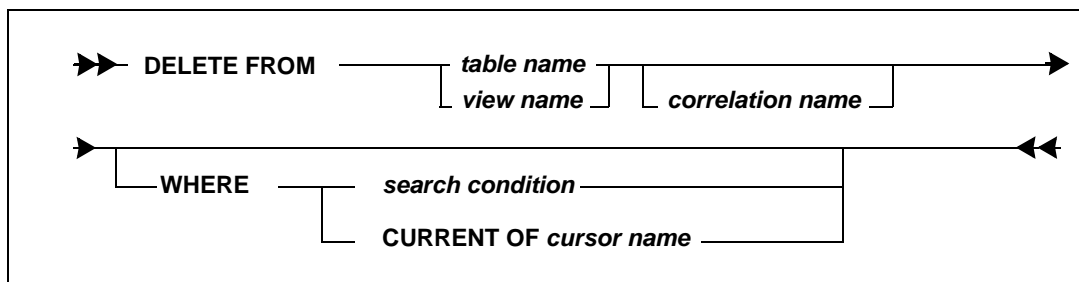 DELETE FROM table name
view name correlation name
WHERE search condition
CURRENT OF cursor name